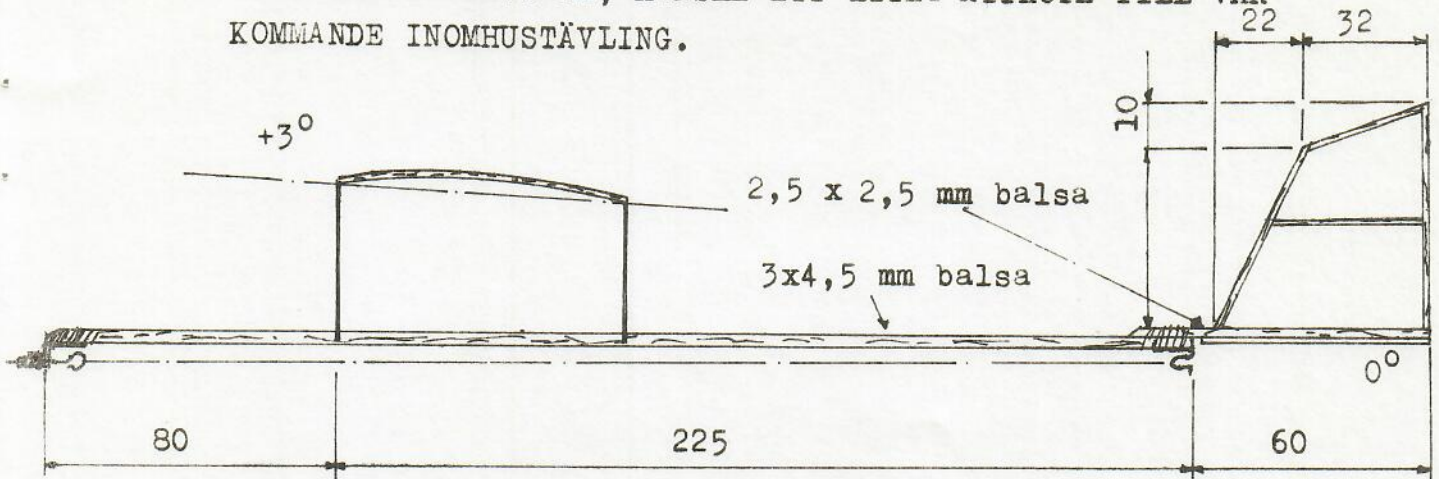 KOMMANDE INOMHUSTÄVLING.
22 32
10
+3°
2,5 x 2,5 mm balsa
3x4,5 mm balsa
0°
80 225 60